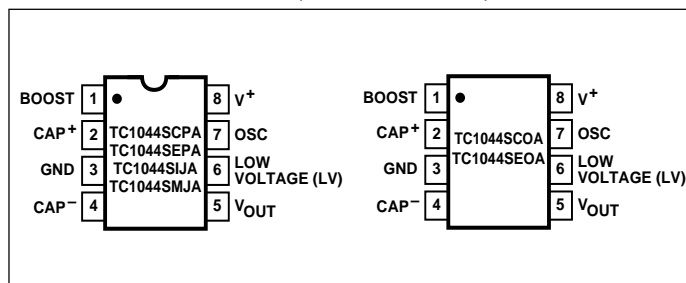 BOOST 1 8 V+
CAP+ 2 TC1044SCPA 7 OSC
TC1044SEPA
GND 3 TC1044SIJA 6 LOW
VOLTAGE (LV)
TC1044SMJA
CAP− 4 5 VOUT
BOOST 1 8 V+
CAP+ 2 TC1044SCOA 7 OSC
TC1044SEOA
GND 3 6 LOW
VOLTAGE (LV)
CAP− 4 5 VOUT